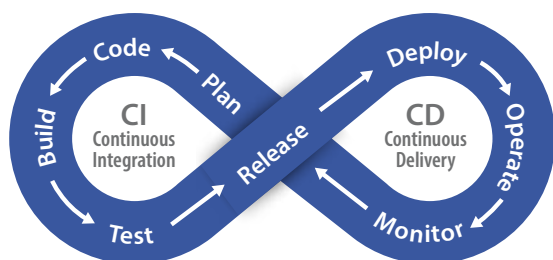 Plan
Code
Build
Test
Release
Deploy
Operate
Monitor
CI
Continuous
Integration
CD
Continuous
Delivery